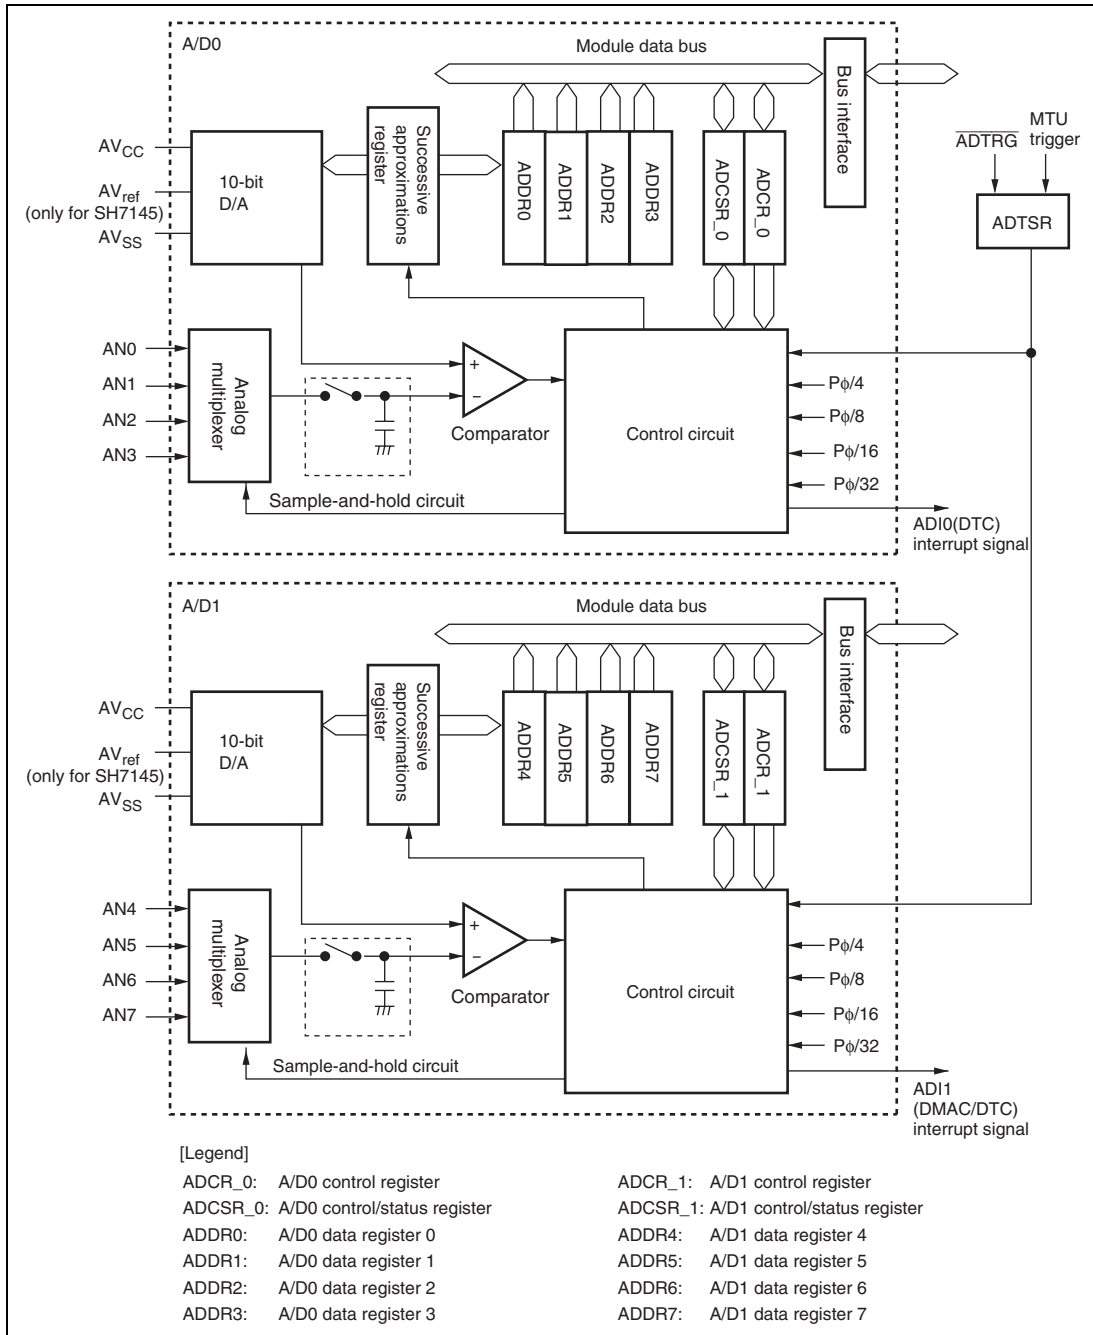 A/D0
Module data bus
Bus interface
AVCC
AVref
(only for SH7145)
AVSS
10-bit
D/A
Successive
approximations
register
ADDR0
ADDR1
ADDR2
ADDR3
ADCSR_0
ADCR_0
ADTRG
MTU
trigger
ADTSR
AN0
AN1
AN2
AN3
Analog
multiplexer
+
−
Comparator
Sample-and-hold circuit
Control circuit
Pϕ/4
Pϕ/8
Pϕ/16
Pϕ/32
ADI0(DTC)
interrupt signal
A/D1
Module data bus
Bus interface
AVCC
AVref
(only for SH7145)
AVSS
10-bit
D/A
Successive
approximations
register
ADDR4
ADDR5
ADDR6
ADDR7
ADCSR_1
ADCR_1
AN4
AN5
AN6
AN7
Analog
multiplexer
+
−
Comparator
Sample-and-hold circuit
Control circuit
Pϕ/4
Pϕ/8
Pϕ/16
Pϕ/32
ADI1
(DMAC/DTC)
interrupt signal
[Legend]
ADCR_0: A/D0 control register
ADCSR_0: A/D0 control/status register
ADDR0: A/D0 data register 0
ADDR1: A/D0 data register 1
ADDR2: A/D0 data register 2
ADDR3: A/D0 data register 3
ADCR_1: A/D1 control register
ADCSR_1: A/D1 control/status register
ADDR4: A/D1 data register 4
ADDR5: A/D1 data register 5
ADDR6: A/D1 data register 6
ADDR7: A/D1 data register 7